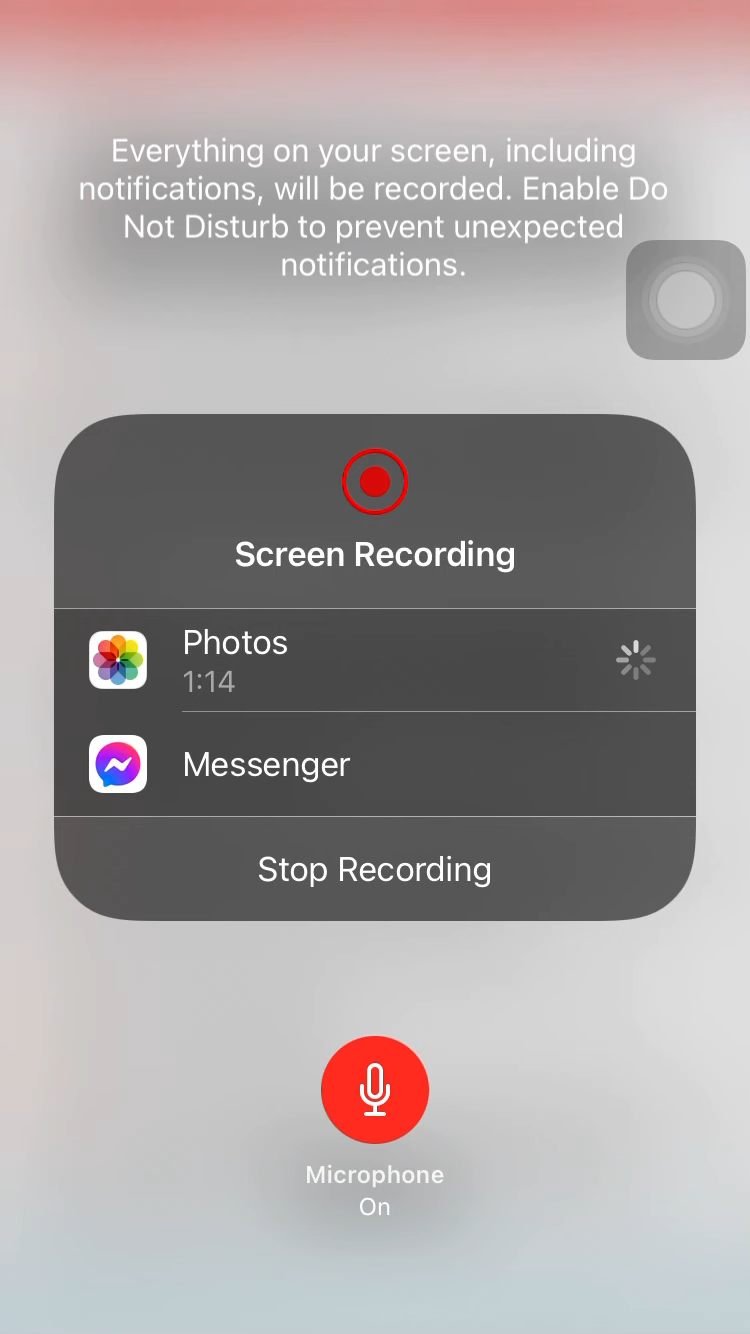 Everything on your screen, including
notifications, will be recorded. Enable Do
Not Disturb to prevent unexpected
notifications.
Screen Recording
Photos
1:14
Messenger
Stop Recording
Microphone
On